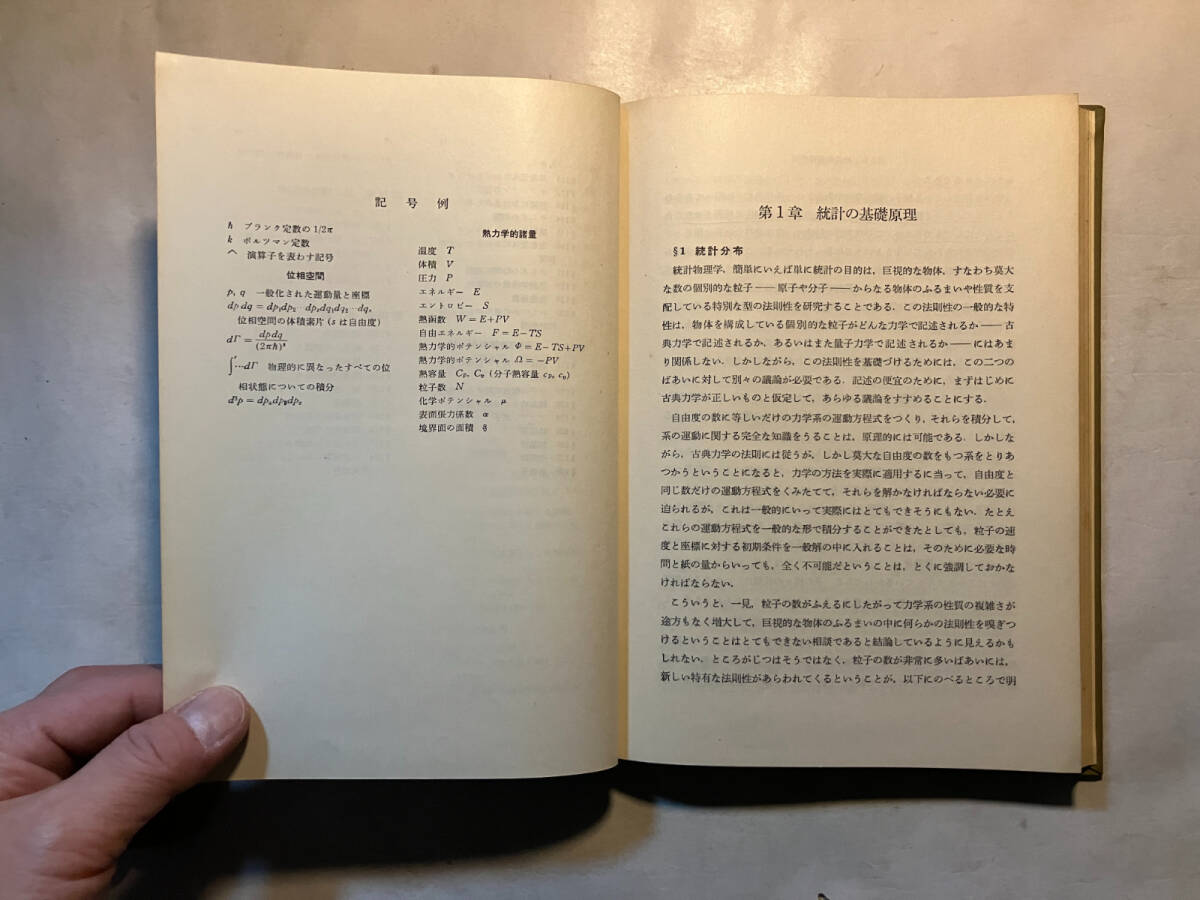 記号例
ħ プランク定数の 1/2π
k ボルツマン定数
へ 演算子を表わす記号
位相空間
p, q 一般化された運動量と座標
dp dq = dp₁dp₂…dpₛdq₁dq₂…dqₛ
位相空間の体積素片 (s は自由度)
dΓ = dp dq/(2πħ)ˢ
∫′…dΓ 物理的に異なったすべての位
相状態についての積分
d³p = dpₓdpᵧdp_z
熱力学的諸量
温度 T
体積 V
圧力 P
エネルギー E
エントロピー S
熱函数 W=E+PV
自由エネルギー F=E−TS
熱力学的ポテンシャル Φ=E−TS+PV
熱力学的ポテンシャル Ω=−PV
熱容量 Cₚ, Cᵥ (分子熱容量 cₚ, cᵥ)
粒子数 N
化学ポテンシャル μ
表面張力係数 α
境界面の面積 𝔰
第1章 統計の基礎原理
§1 統計分布
統計物理学,簡単にいえば単に統計の目的は,巨視的な物体,すなわち莫大
な数の個別的な粒子——原子や分子——からなる物体のふるまいや性質を支
配している特別な型の法則性を研究することである.この法則性の一般的な特
性は,物体を構成している個別的な粒子がどんな力学で記述されるか——古
典力学で記述されるか,あるいはまた量子力学で記述されるか——にはあま
り関係しない.しかしながら,この法則性を基礎づけるためには,この二つの
ばあいに対して別々の議論が必要である.記述の便宜のために,まずはじめに
古典力学が正しいものと仮定して,あらゆる議論をすすめることにする.
自由度の数に等しいだけの力学系の運動方程式をつくり,それらを積分して,
系の運動に関する完全な知識をうることは,原理的には可能である.しかしな
がら,古典力学の法則には従うが,しかし莫大な自由度の数をもつ系をとりあ
つかうということになると,力学の方法を実際に適用するに当って,自由度と
同じ数だけの運動方程式をくみたてて,それらを解かなければならない必要に
迫られるが,これは一般的にいって実際にはとてもできそうにもない.たとえ
これらの運動方程式を一般的な形で積分することができたとしても,粒子の速
度と座標に対する初期条件を一般解の中に入れることは,そのために必要な時
間と紙の量からいっても,全く不可能だということは,とくに強調しておかな
ければならない.
こういうと,一見,粒子の数がふえるにしたがって力学系の性質の複雑さが
途方もなく増大して,巨視的な物体のふるまいの中に何らかの法則性を嗅ぎつ
けるということはとてもできない相談であると結論しているように見えるかも
しれない.ところがじつはそうではなく,粒子の数が非常に多いばあいには,
新しい特有な法則性があらわれてくるということが,以下にのべるところで明